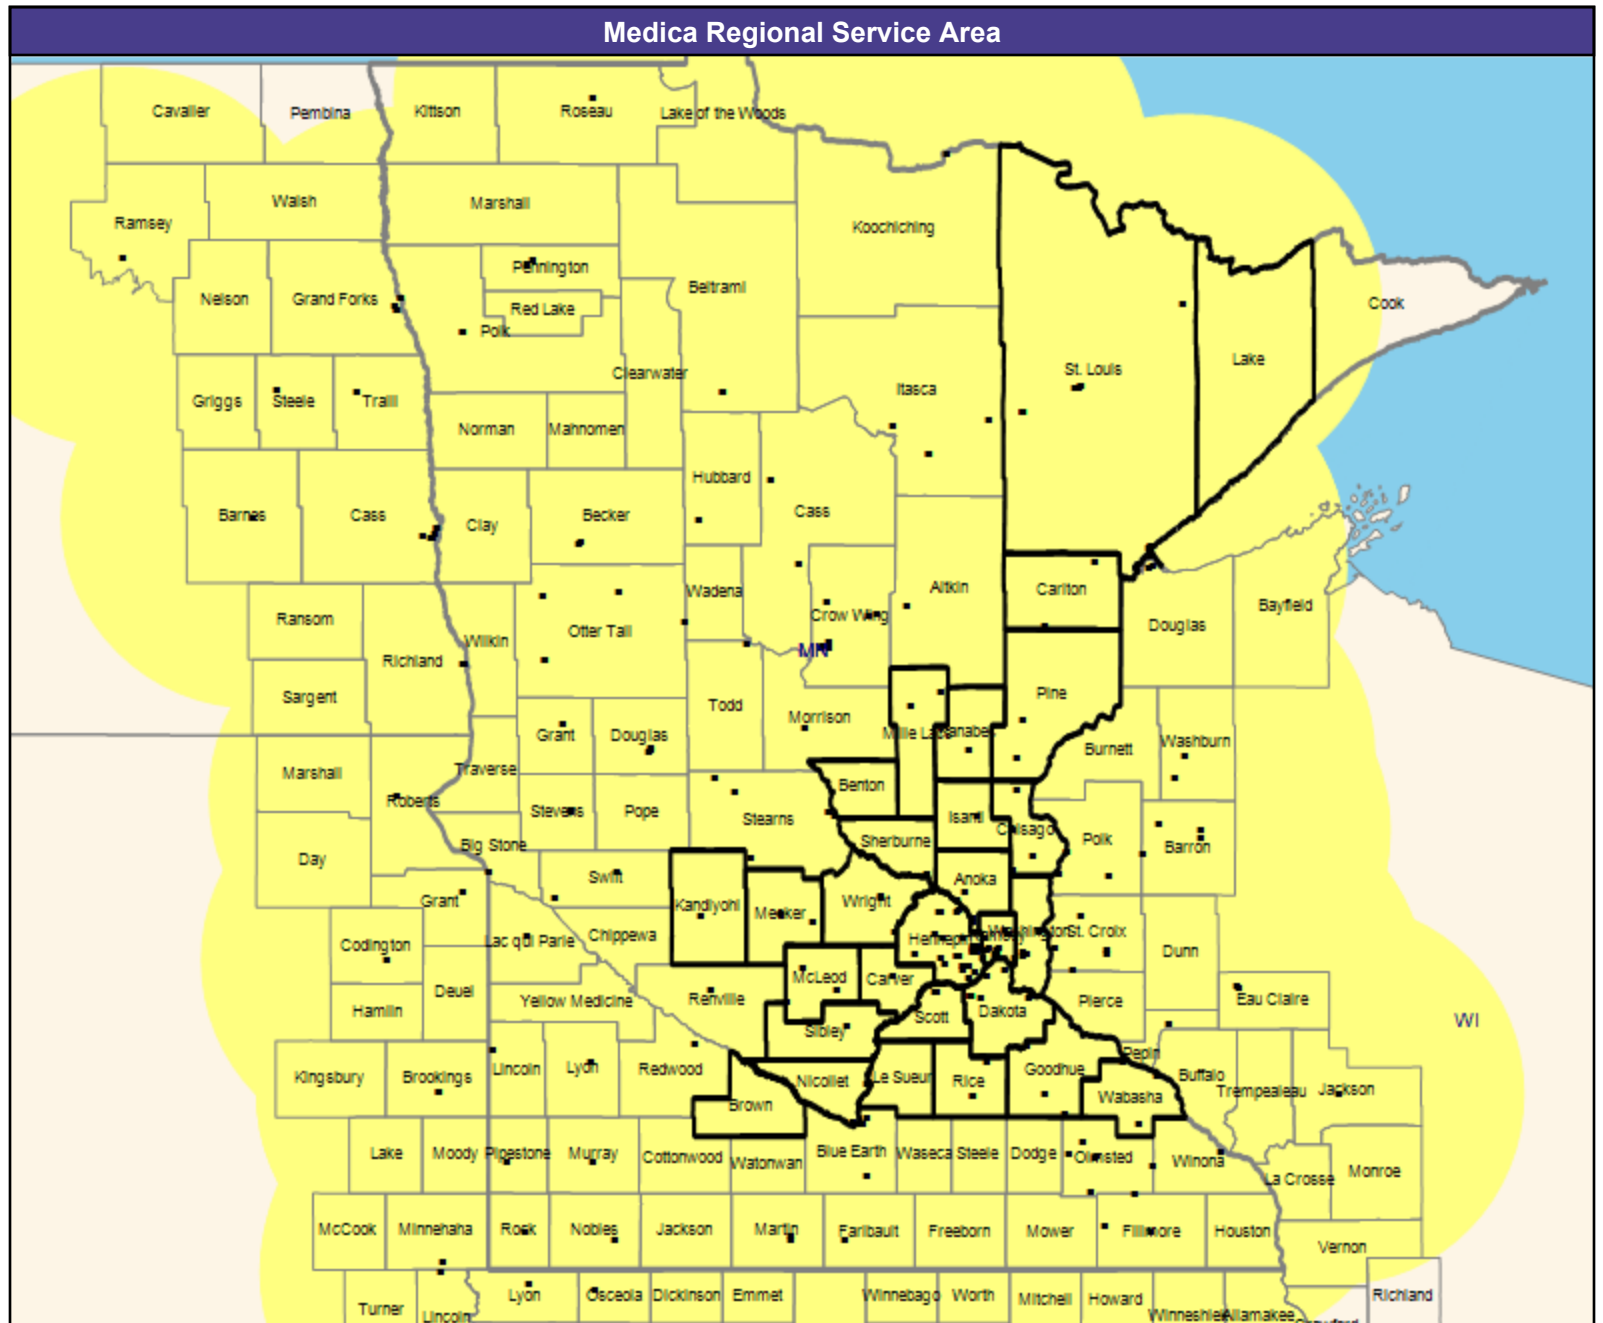 Medica Regional Service Area
Cavalier
Pembina
Kittson
Roseau
Lake of the Woods
Walsh
Marshall
Ramsey
Koochiching
Pennington
Beltrami
Nelson
Grand Forks
Red Lake
Cook
Polk
Lake
St. Louis
Clearwater
Itasca
Griggs
Steele
Traill
Norman
Mahnomen
Hubbard
Cass
Barnes
Cass
Clay
Becker
Aitkin
Carlton
Wadena
Crow Wing
Bayfield
Ransom
Otter Tail
Douglas
Wilkin
MN
Richland
Sargent
Pine
Todd
Morrison
Mille Lacs
Kanabec
Grant
Douglas
Burnett
Washburn
Marshall
Traverse
Benton
Roberts
Stevens
Pope
Stearns
Isanti
Chisago
Sherburne
Polk
Barron
Big Stone
Day
Swift
Anoka
Grant
Kandiyohi
Meeker
Wright
Codington
Lac qui Parle
Chippewa
Hennepin
Washington
St. Croix
Dunn
McLeod
Carver
Deuel
Yellow Medicine
Renville
Pierce
Eau Claire
Hamlin
Scott
Dakota
WI
Sibley
Pepin
Kingsbury
Brookings
Lincoln
Lyon
Redwood
Nicollet
Le Sueur
Rice
Goodhue
Buffalo
Trempealeau
Jackson
Brown
Wabasha
Lake
Moody
Pipestone
Murray
Cottonwood
Watonwan
Blue Earth
Waseca
Steele
Dodge
Olmsted
Winona
La Crosse
Monroe
McCook
Minnehaha
Rock
Nobles
Jackson
Martin
Faribault
Freeborn
Mower
Fillmore
Houston
Vernon
Turner
Lincoln
Lyon
Osceola
Dickinson
Emmet
Winnebago
Worth
Mitchell
Howard
Winneshiek
Allamakee
Crawford
Richland